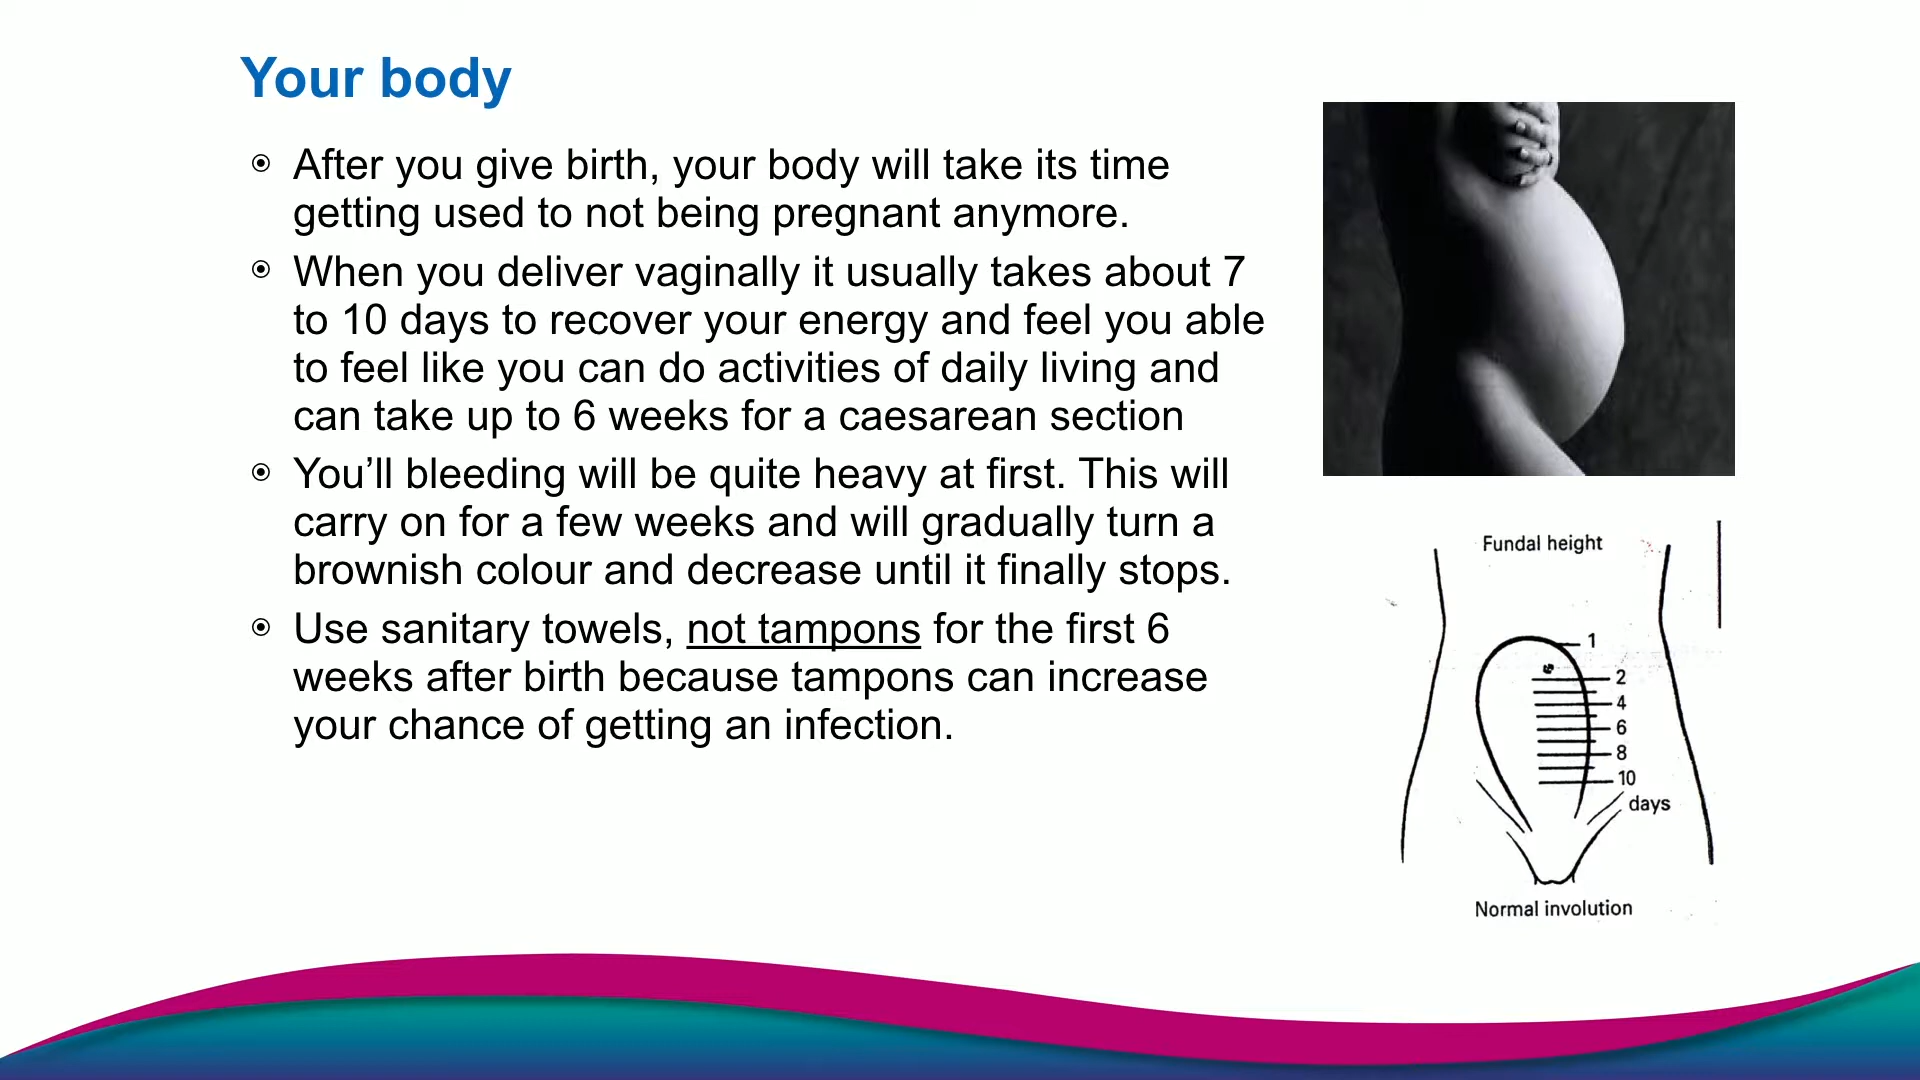 Your body
After you give birth, your body will take its time
getting used to not being pregnant anymore.
When you deliver vaginally it usually takes about 7
to 10 days to recover your energy and feel you able
to feel like you can do activities of daily living and
can take up to 6 weeks for a caesarean section
You’ll bleeding will be quite heavy at first. This will
carry on for a few weeks and will gradually turn a
brownish colour and decrease until it finally stops.
Use sanitary towels, not tampons for the first 6
weeks after birth because tampons can increase
your chance of getting an infection.
Fundal height
1
2
4
6
8
10
days
Normal involution